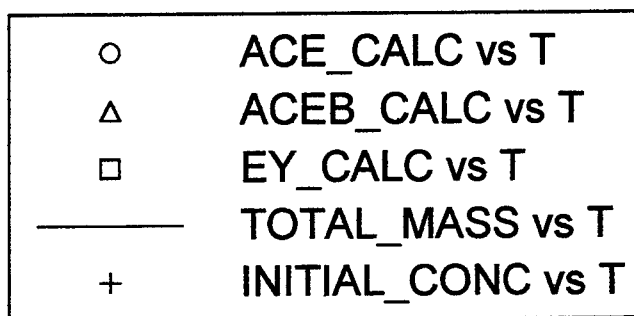 ACE_CALC vs T
ACEB_CALC vs T
EY_CALC vs T
TOTAL_MASS vs T
INITIAL_CONC vs T